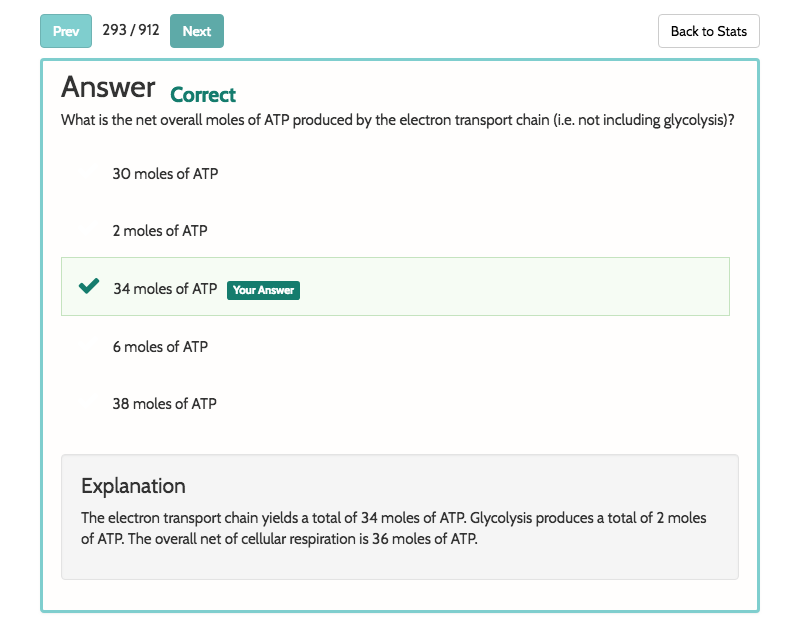 Prev 293 / 912 Next Back to Stats
Answer Correct
What is the net overall moles of ATP produced by the electron transport chain (i.e. not including glycolysis)?
30 moles of ATP
2 moles of ATP
34 moles of ATP Your Answer
6 moles of ATP
38 moles of ATP
Explanation
The electron transport chain yields a total of 34 moles of ATP. Glycolysis produces a total of 2 moles
of ATP. The overall net of cellular respiration is 36 moles of ATP.